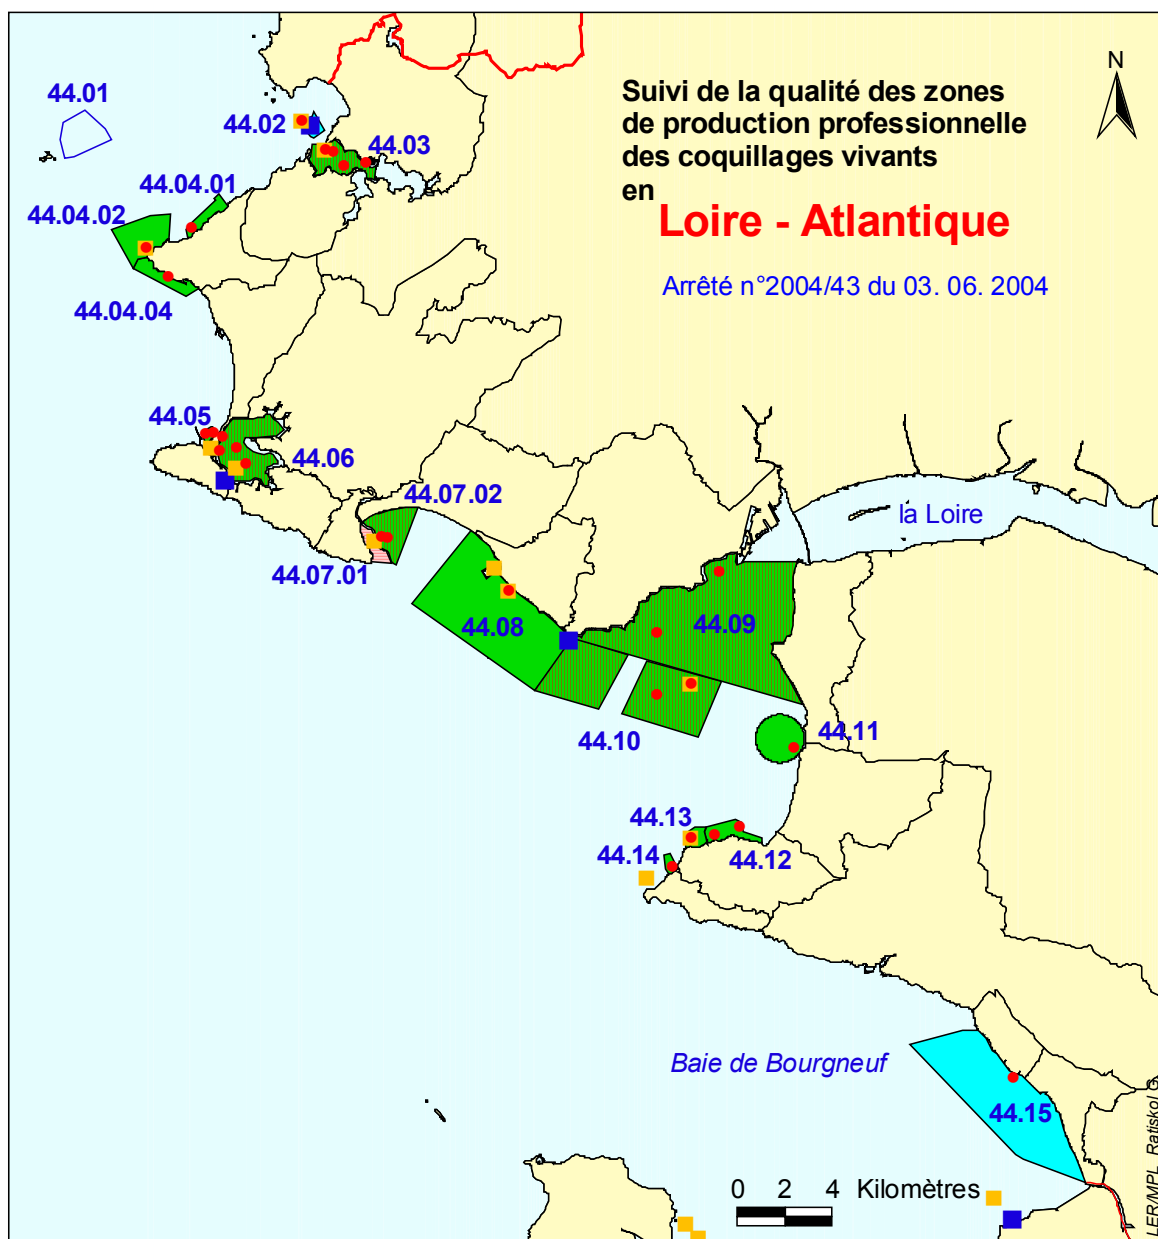 44.01
44.02
44.03
44.04.01
44.04.02
44.04.04
N
Suivi de la qualité des zones
de production professionnelle
des coquillages vivants
en
Loire - Atlantique
Arrêté n°2004/43 du 03. 06. 2004
44.05
44.06
44.07.02
44.07.01
la Loire
44.08
44.09
44.10
44.11
44.13
44.12
44.14
Baie de Bourgneuf
44.15
0 2 4 Kilomètres
LER/MPL Ratiskol G.